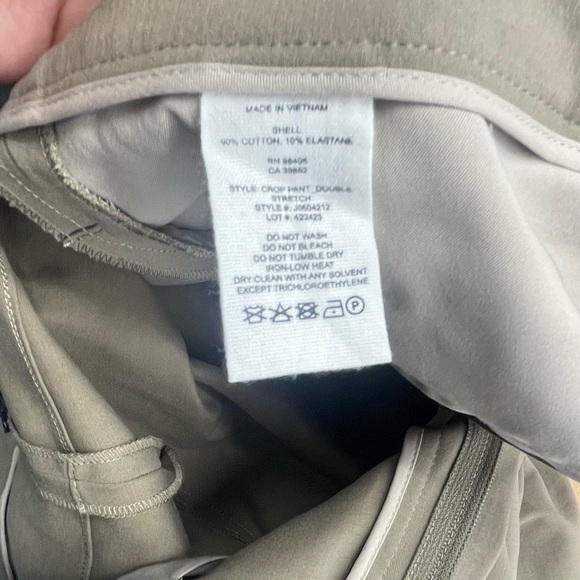 MADE IN VIETNAM
SHELL
90% COTTON, 10% ELASTANE
RN 98406
CA 39862
STYLE: CROP PANT_DOUBLE
STRETCH:
STYLE #: J0604212
LOT #: 423423
DO NOT WASH
DO NOT BLEACH
DO NOT TUMBLE DRY
IRON-LOW HEAT
DRY CLEAN WITH ANY SOLVENT
EXCEPT TRICHLOROETHYLENE
P